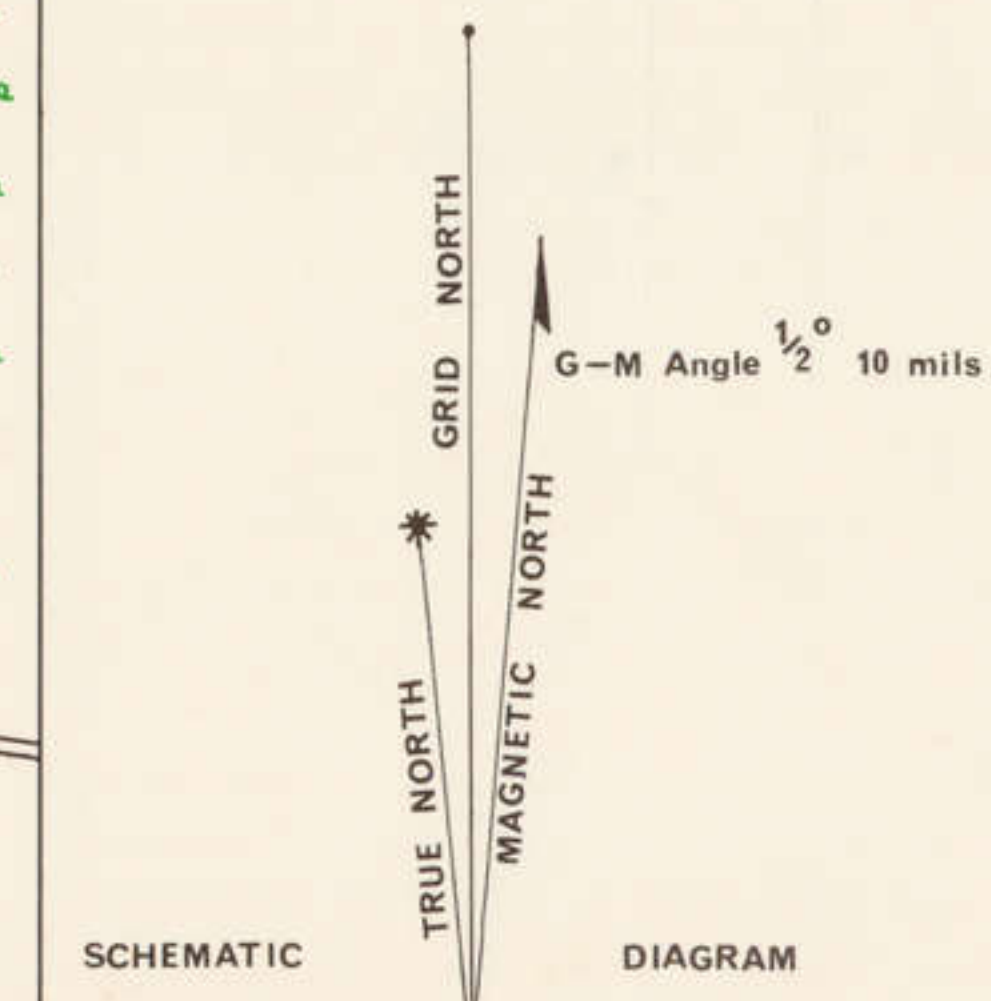 GRID NORTH
G–M Angle ½° 10 mils
MAGNETIC NORTH
TRUE NORTH
SCHEMATIC DIAGRAM